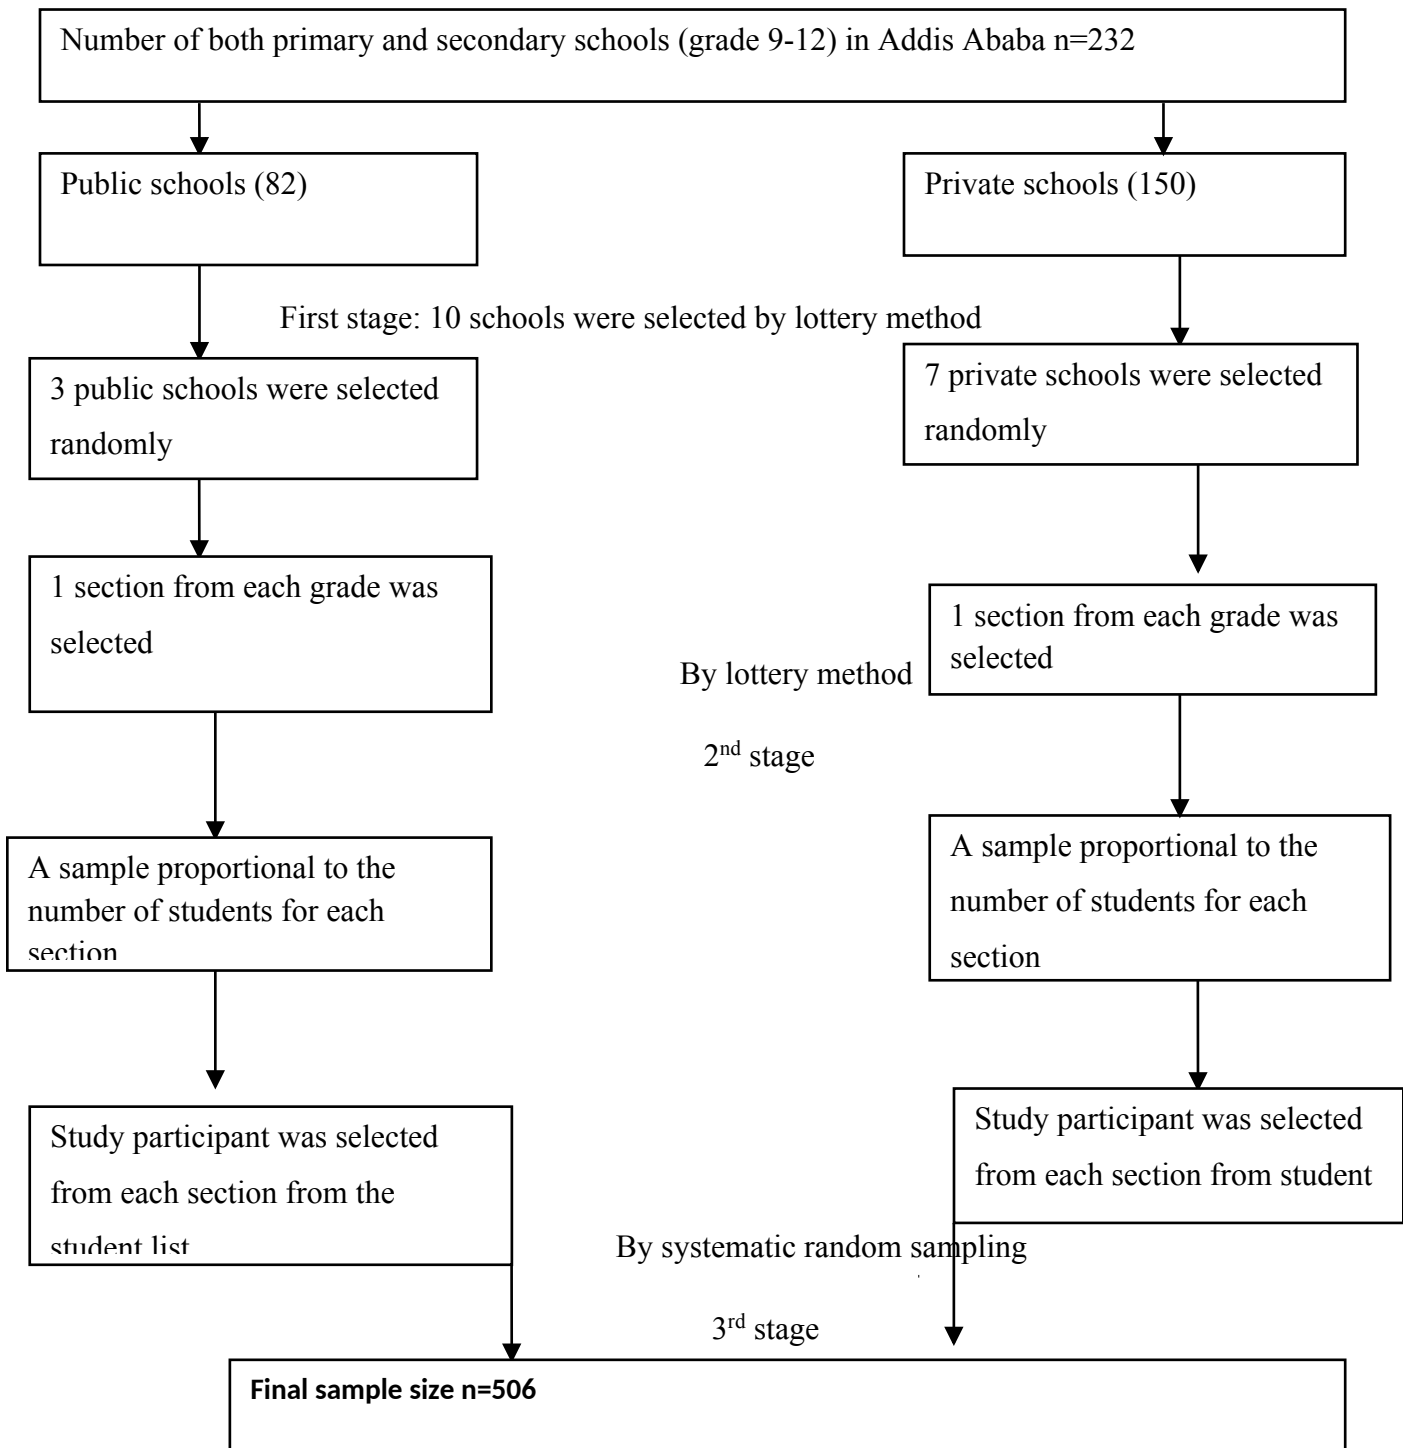 Number of both primary and secondary schools (grade 9-12) in Addis Ababa n=232
Public schools (82)
Private schools (150)
First stage: 10 schools were selected by lottery method
3 public schools were selected
randomly
7 private schools were selected
randomly
1 section from each grade was
selected
1 section from each grade was
selected
By lottery method
2nd stage
A sample proportional to the
number of students for each
section
A sample proportional to the
number of students for each
section
Study participant was selected
from each section from the
student list
Study participant was selected
from each section from student
By systematic random sampling
3rd stage
Final sample size n=506